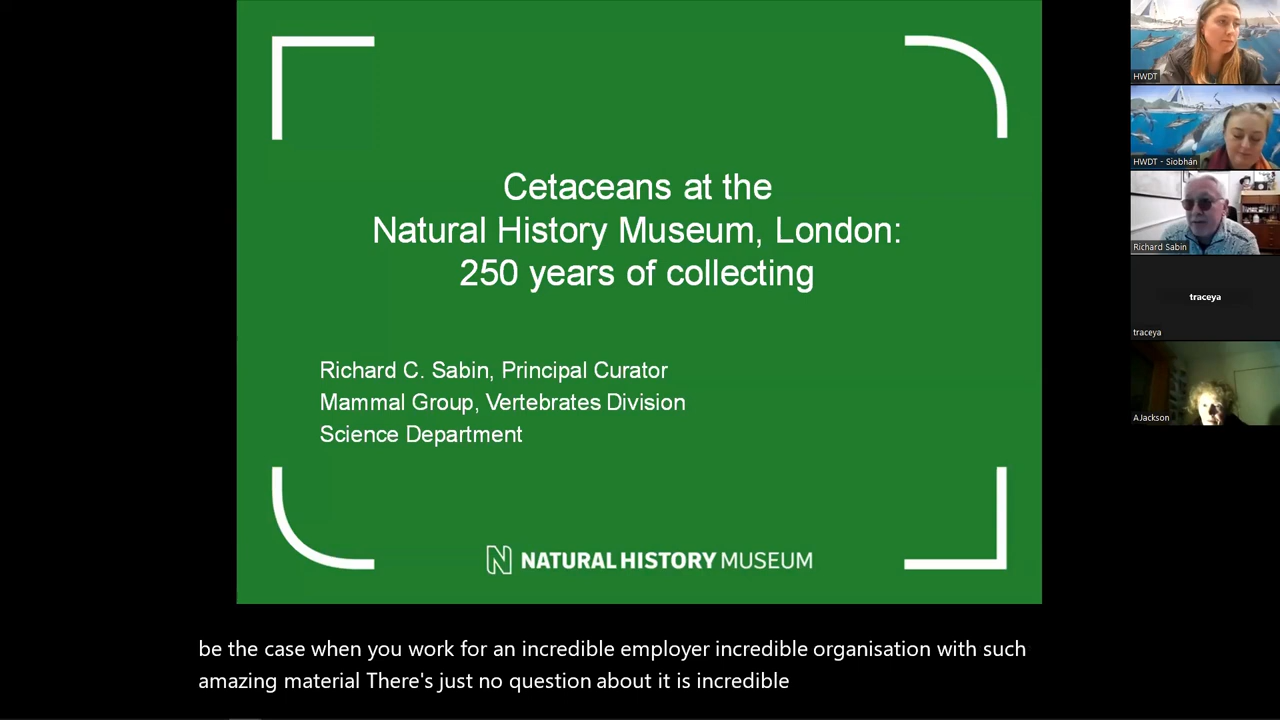 Cetaceans at the
Natural History Museum, London:
250 years of collecting
Richard C. Sabin, Principal Curator
Mammal Group, Vertebrates Division
Science Department
NATURAL HISTORY MUSEUM
be the case when you work for an incredible employer incredible organisation with such
amazing material There's just no question about it is incredible
HWDT
HWDT - Siobhán
Richard Sabin
traceya
traceya
AJackson